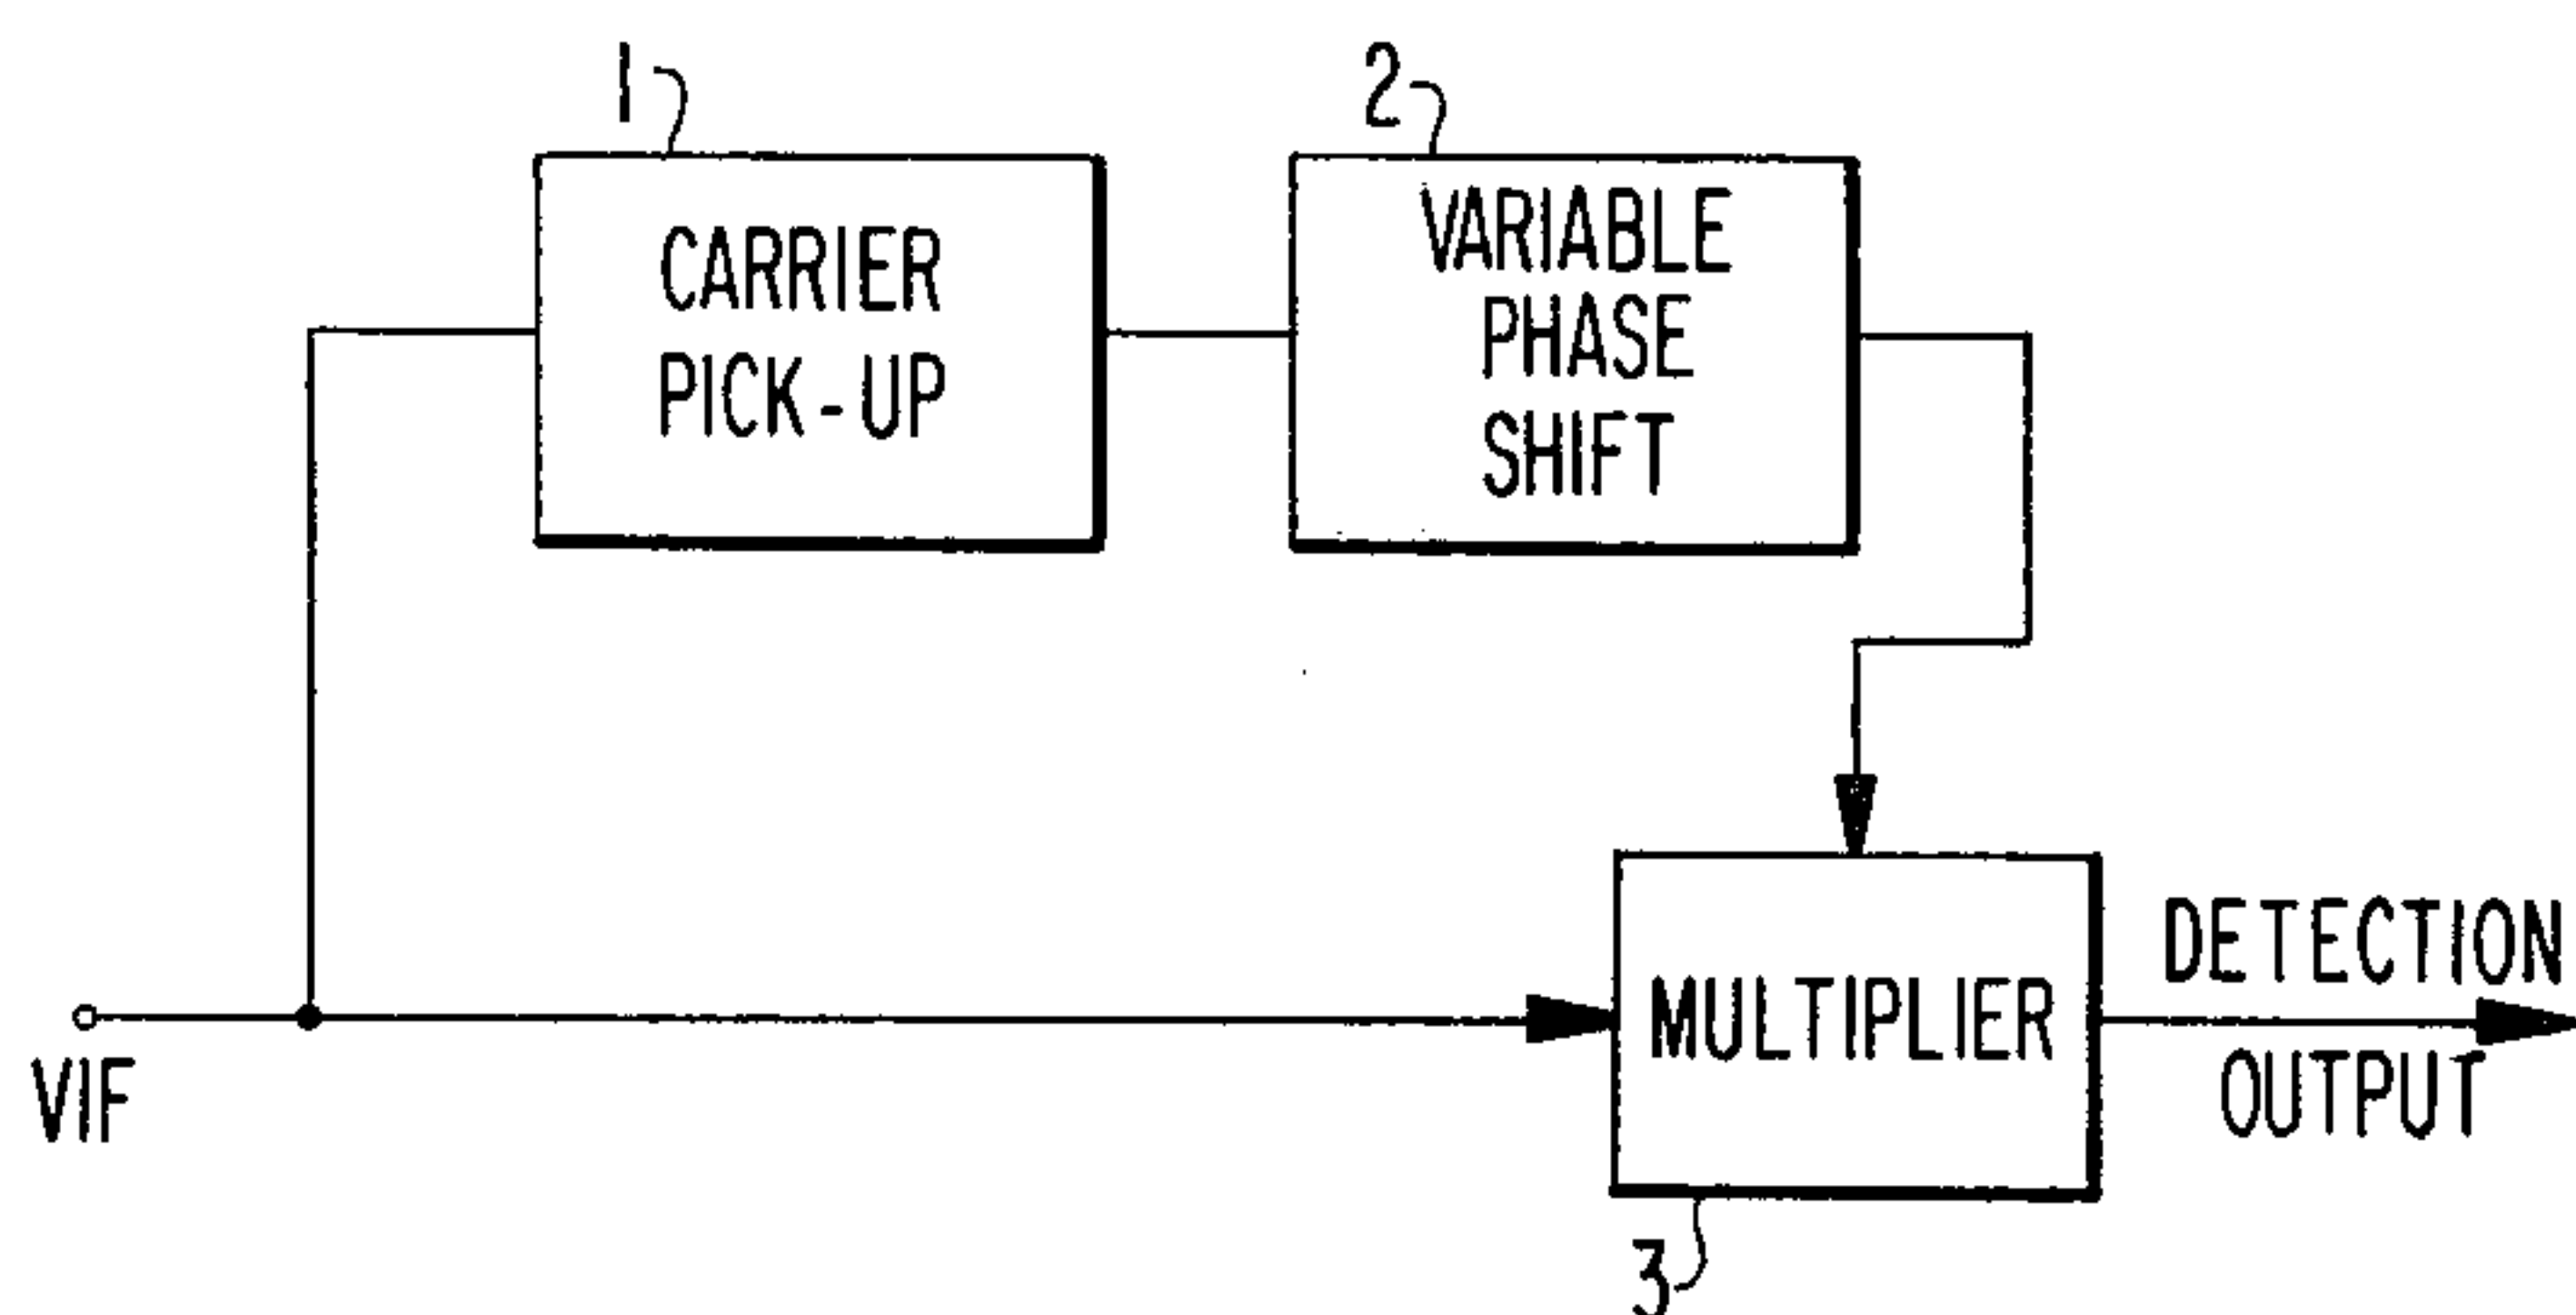 1
2
CARRIER
PICK-UP
VARIABLE
PHASE
SHIFT
VIF
MULTIPLIER
DETECTION
OUTPUT
3